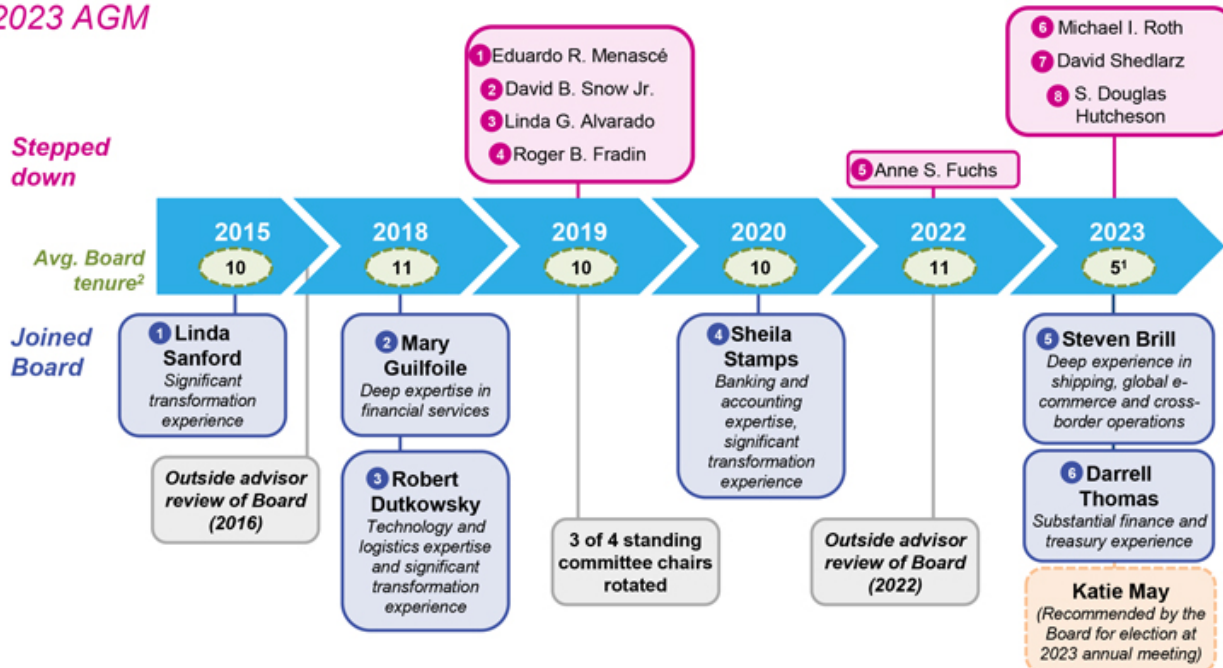 2023 AGM
1 Eduardo R. Menascé
2 David B. Snow Jr.
3 Linda G. Alvarado
4 Roger B. Fradin
6 Michael I. Roth
7 David Shedlarz
8 S. Douglas
Hutcheson
Stepped
down
5 Anne S. Fuchs
2015
2018
2019
2020
2022
2023
Avg. Board
tenure²
10
11
10
10
11
5¹
Joined
Board
1 Linda
Sanford
Significant
transformation
experience
Outside advisor
review of Board
(2016)
2 Mary
Guilfoile
Deep expertise in
financial services
3 Robert
Dutkowsky
Technology and
logistics expertise
and significant
transformation
experience
3 of 4 standing
committee chairs
rotated
4 Sheila
Stamps
Banking and
accounting
expertise,
significant
transformation
experience
Outside advisor
review of Board
(2022)
5 Steven Brill
Deep experience in
shipping, global e-
commerce and cross-
border operations
6 Darrell
Thomas
Substantial finance and
treasury experience
Katie May
(Recommended by the
Board for election at
2023 annual meeting)